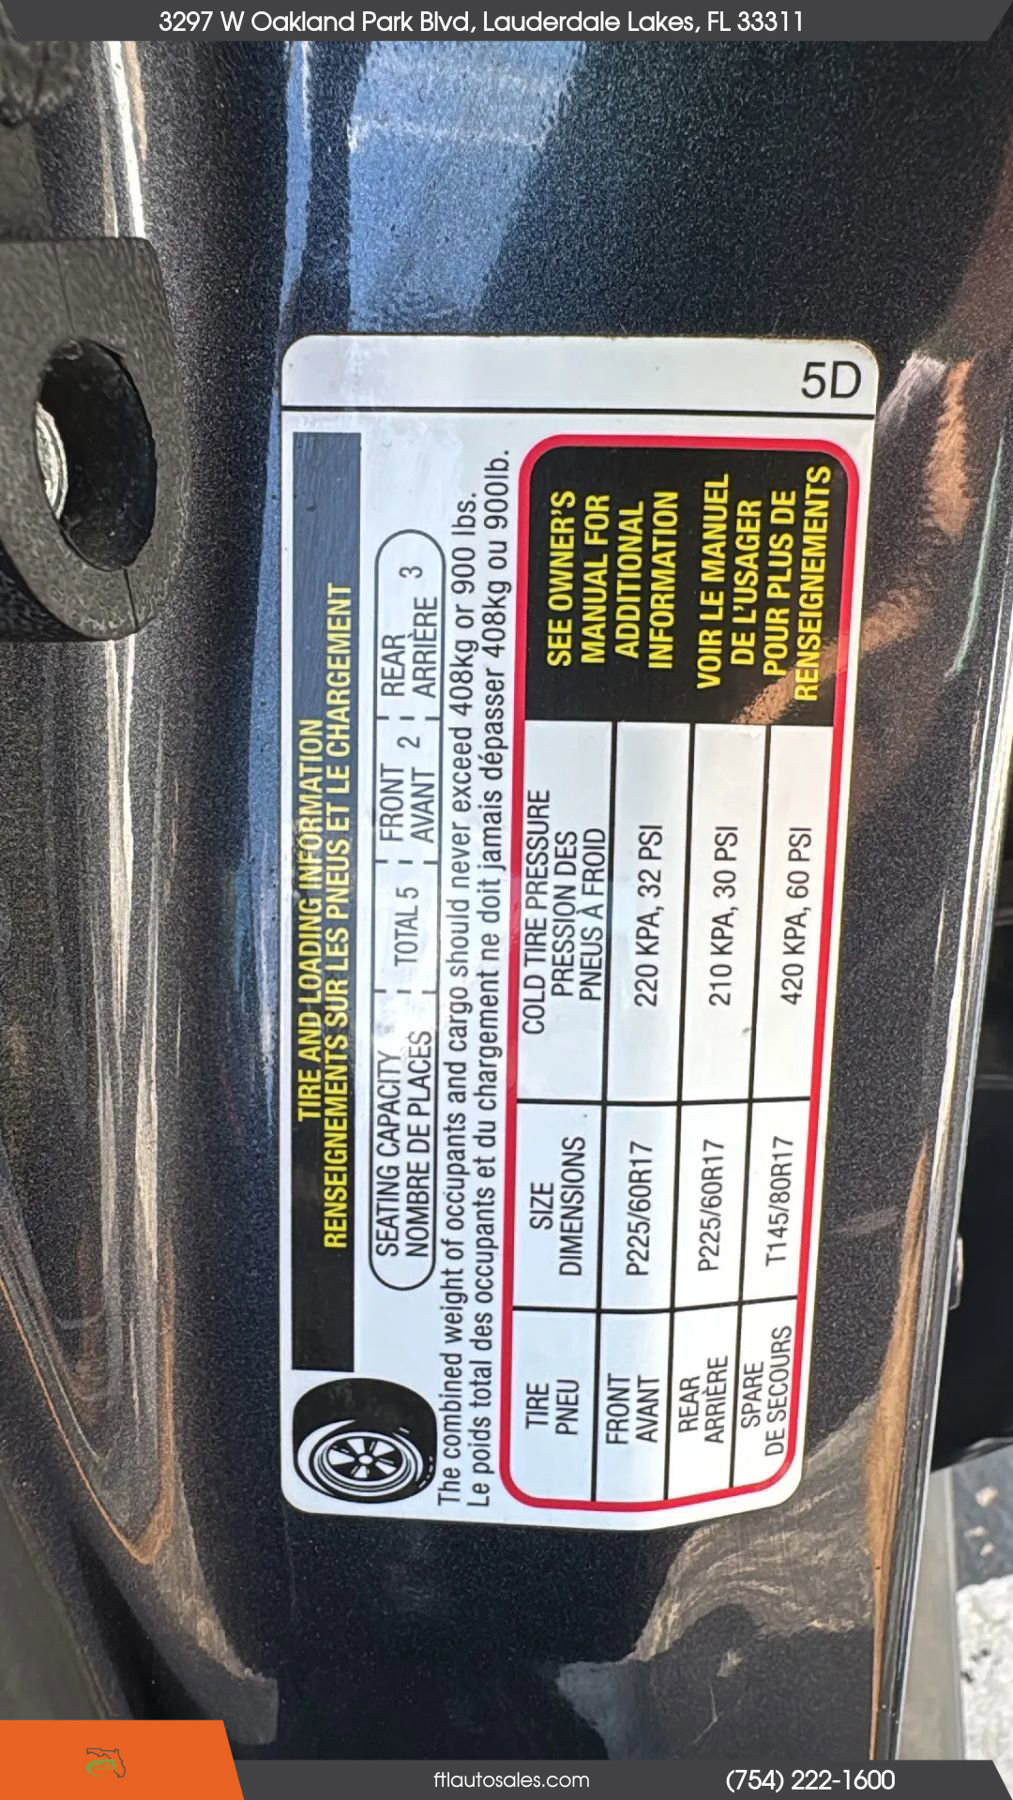 3297 W Oakland Park Blvd, Lauderdale Lakes, FL 33311
TIRE AND LOADING INFORMATION
RENSEIGNEMENTS SUR LES PNEUS ET LE CHARGEMENT
SEATING CAPACITY TOTAL 5 FRONT 2 REAR 3
NOMBRE DE PLACES AVANT ARRIÈRE
The combined weight of occupants and cargo should never exceed 408kg or 900 lbs.
Le poids total des occupants et du chargement ne doit jamais dépasser 408kg ou 900lb.
TIRE SIZE COLD TIRE PRESSURE
PNEU DIMENSIONS PRESSION DES
PNEUS À FROID
FRONT P225/60R17 220 KPA, 32 PSI
AVANT
REAR P225/60R17 210 KPA, 30 PSI
ARRIÈRE
SPARE T145/80R17 420 KPA, 60 PSI
DE SECOURS
SEE OWNER'S
MANUAL FOR
ADDITIONAL
INFORMATION
VOIR LE MANUEL
DE L'USAGER
POUR PLUS DE
RENSEIGNEMENTS
5D
ftlautosales.com
(754) 222-1600